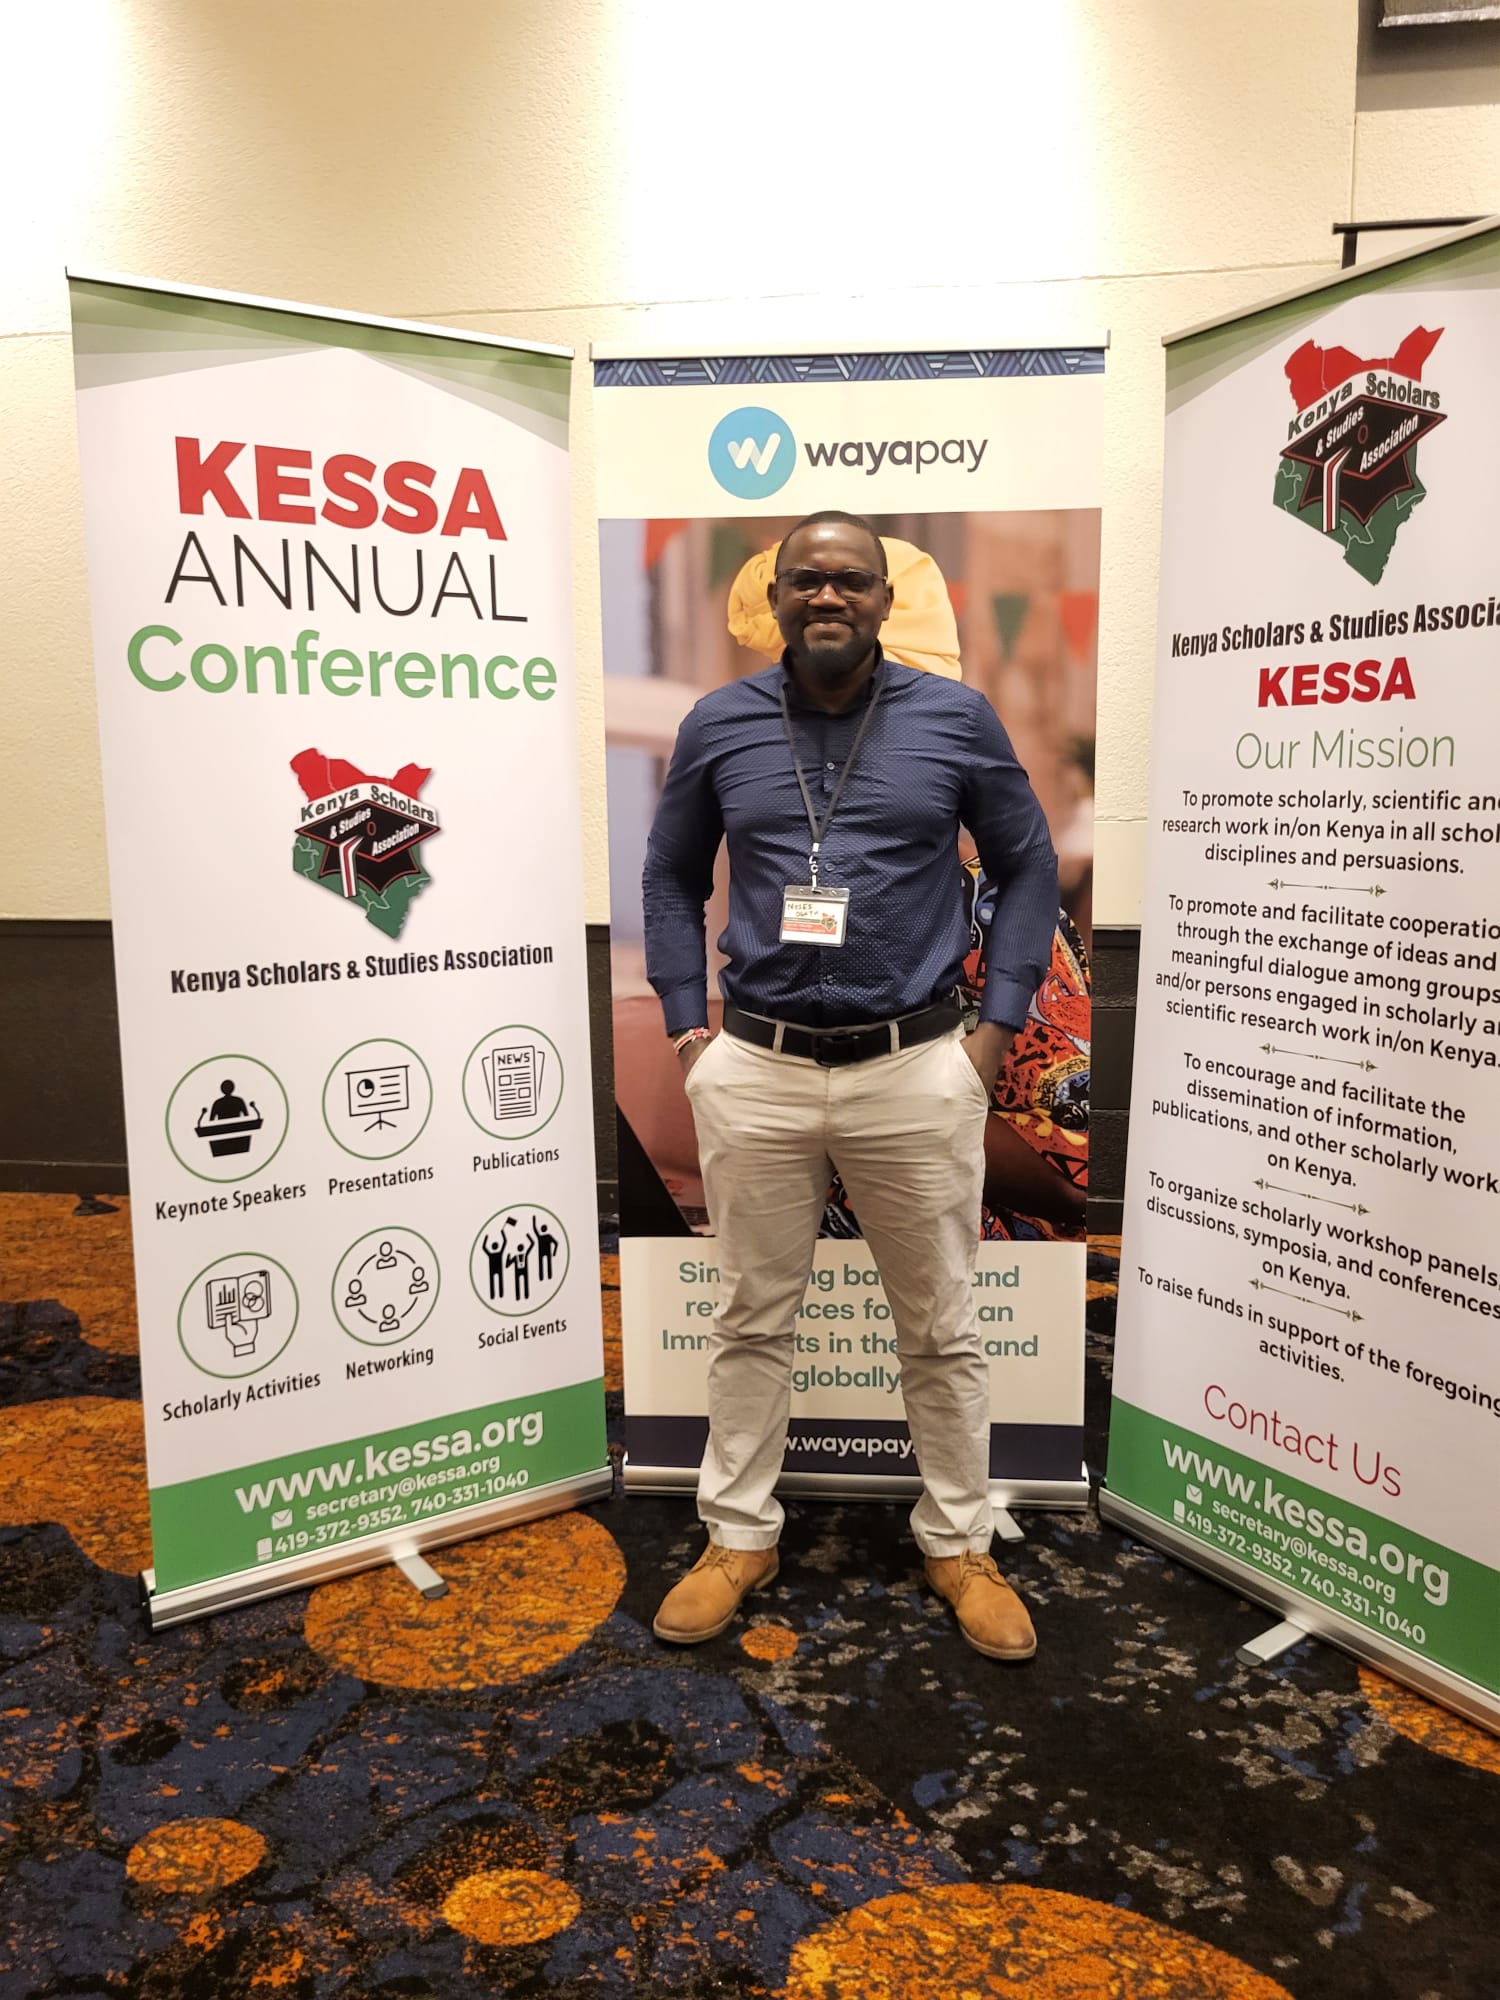 KESSA
ANNUAL
Conference
Kenya Scholars
& Studies
Association
Kenya Scholars & Studies Association
Keynote Speakers
Presentations
NEWS
Publications
Scholarly Activities
Networking
Social Events
www.kessa.org
secretary@kessa.org
419-372-9352, 740-331-1040
w wayapay
MOSES
and
globally
Kenya Scholars
& Studies
Association
Kenya Scholars & Studies Associa
KESSA
Our Mission
To promote scholarly, scientific an
research work in/on Kenya in all schol
disciplines and persuasions.
To promote and facilitate cooperatio
through the exchange of ideas and
meaningful dialogue among groups
and/or persons engaged in scholarly a
scientific research work in/on Kenya.
To encourage and facilitate the
dissemination of information,
publications, and other scholarly work
on Kenya.
To organize scholarly workshop panels,
discussions, symposia, and conferences
on Kenya.
To raise funds in support of the foregoing
activities.
Contact Us
www.kessa.org
secretary@kessa.org
419-372-9352, 740-331-1040